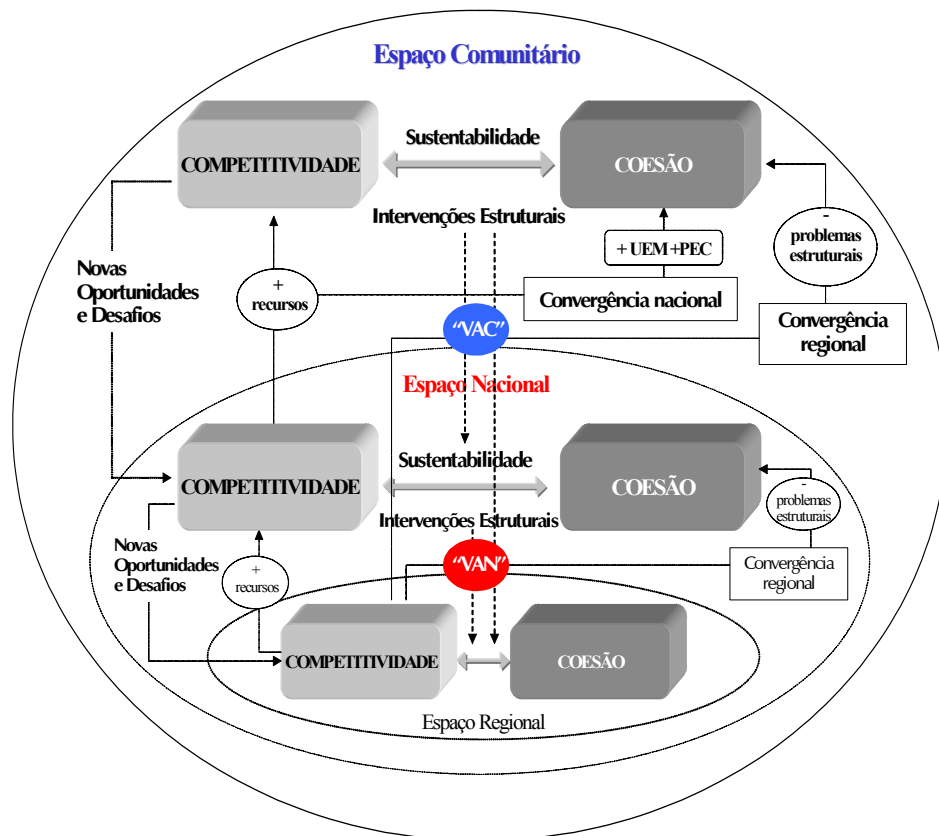 Espaço Comunitário
COMPETITIVIDADE
Sustentabilidade
COESÃO
Intervenções Estruturais
-
problemas
estruturais
+ UEM +PEC
Novas
Oportunidades
e Desafios
+
recursos
Convergência nacional
Convergência
regional
“VAC”
Espaço Nacional
COMPETITIVIDADE
Sustentabilidade
COESÃO
-
problemas
estruturais
Intervenções Estruturais
Novas
Oportunidades
e Desafios
+
recursos
“VAN”
Convergência
regional
COMPETITIVIDADE
COESÃO
Espaço Regional